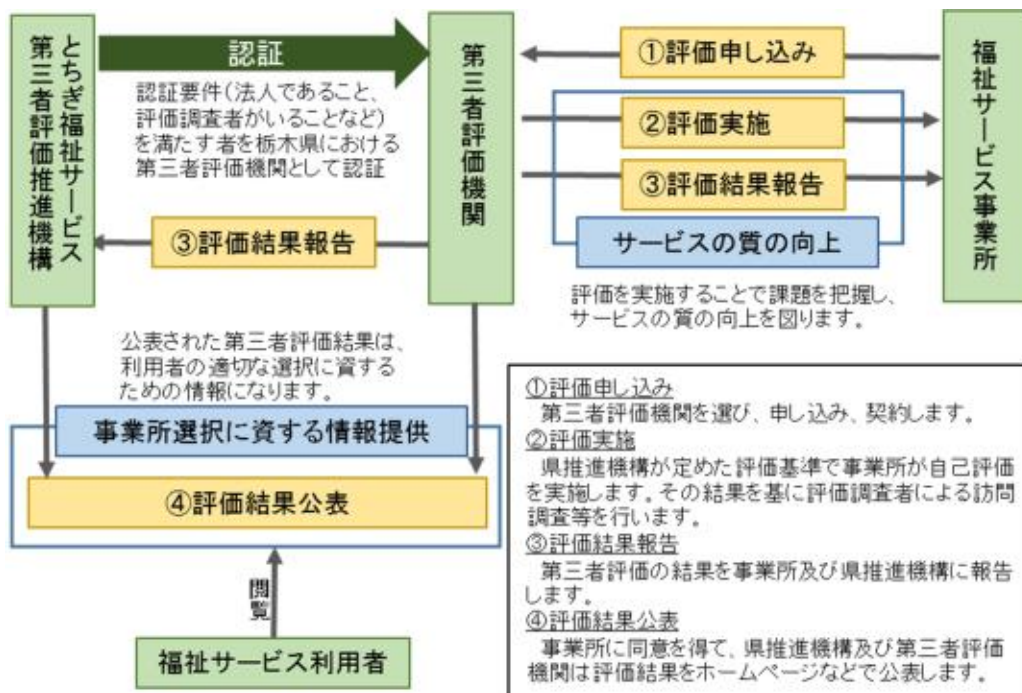 とちぎ福祉サービス
第三者評価推進機構
認証
認証要件（法人であること、
評価調査者がいることなど）
を満たす者を栃木県における
第三者評価機関として認証
③評価結果報告
第三者評価機関
①評価申し込み
②評価実施
③評価結果報告
サービスの質の向上
福祉サービス事業所
評価を実施することで課題を把握し、
サービスの質の向上を図ります。
公表された第三者評価結果は、
利用者の適切な選択に資する
ための情報になります。
事業所選択に資する情報提供
④評価結果公表
閲覧
福祉サービス利用者
①評価申し込み
第三者評価機関を選び、申し込み、契約します。
②評価実施
県推進機構が定めた評価基準で事業所が自己評価
を実施します。その結果を基に評価調査者による訪問
調査等を行います。
③評価結果報告
第三者評価の結果を事業所及び県推進機構に報告
します。
④評価結果公表
事業所に同意を得て、県推進機構及び第三者評価
機関は評価結果をホームページなどで公表します。